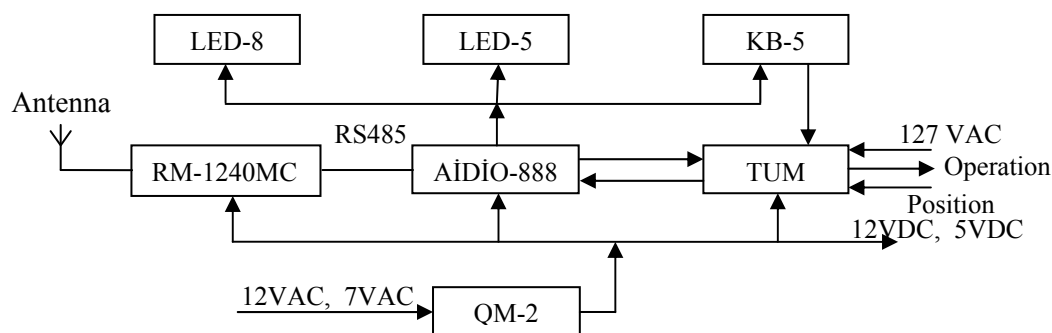 LED-8
LED-5
KB-5
Antenna
RS485
127 VAC
RM-1240MC
AİDİO-888
TUM
Operation
Position
12VDC, 5VDC
12VAC, 7VAC
QM-2